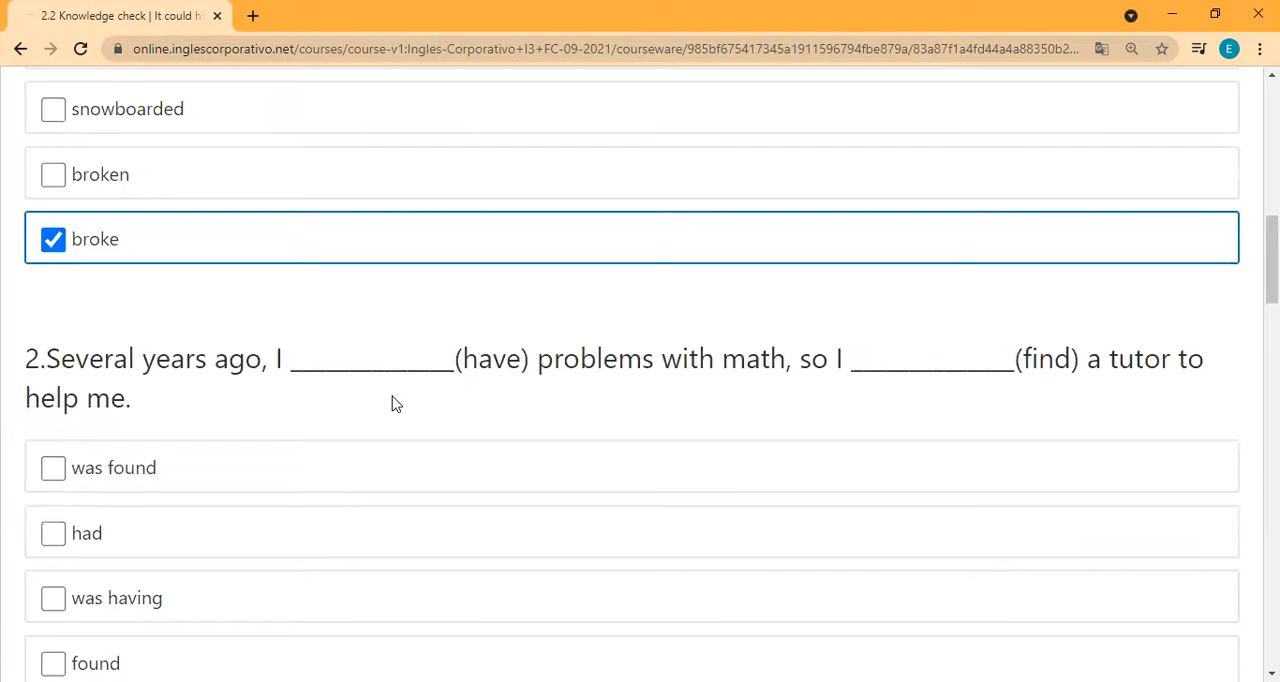 2.2 Knowledge check | It could h
online.inglescorporativo.net/courses/course-v1:Ingles-Corporativo+I3+FC-09-2021/courseware/985bf675417345a1911596794fbe879a/83a87f1a4fd44a4a88350b2...
E
snowboarded
broken
broke
2.Several years ago, I ____________(have) problems with math, so I ____________(find) a tutor to
help me.
was found
had
was having
found